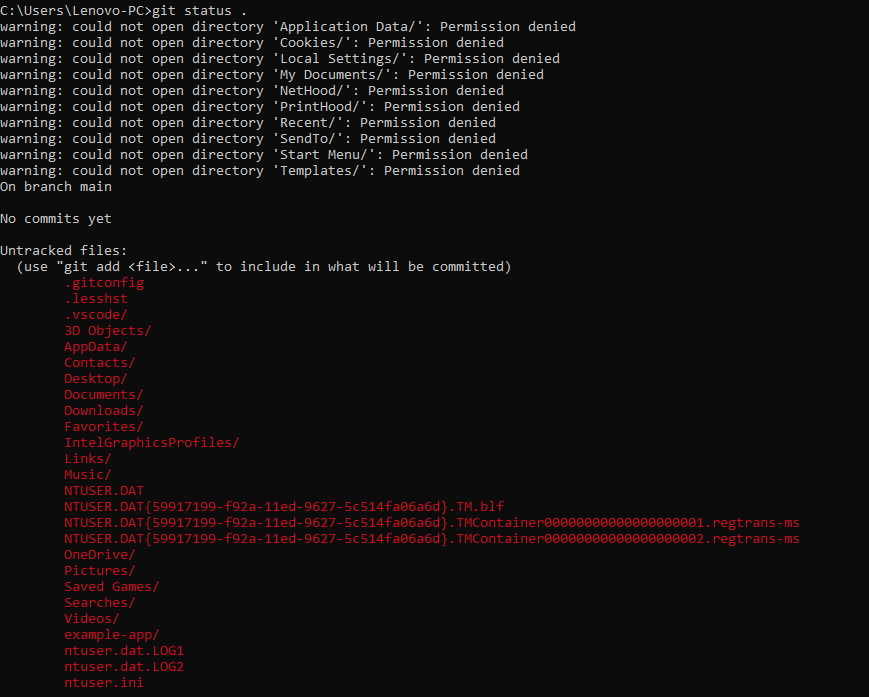 C:\Users\Lenovo-PC>git status .
warning: could not open directory 'Application Data/': Permission denied
warning: could not open directory 'Cookies/': Permission denied
warning: could not open directory 'Local Settings/': Permission denied
warning: could not open directory 'My Documents/': Permission denied
warning: could not open directory 'NetHood/': Permission denied
warning: could not open directory 'PrintHood/': Permission denied
warning: could not open directory 'Recent/': Permission denied
warning: could not open directory 'SendTo/': Permission denied
warning: could not open directory 'Start Menu/': Permission denied
warning: could not open directory 'Templates/': Permission denied
On branch main
No commits yet
Untracked files:
(use "git add <file>..." to include in what will be committed)
.gitconfig
.lesshst
.vscode/
3D Objects/
AppData/
Contacts/
Desktop/
Documents/
Downloads/
Favorites/
IntelGraphicsProfiles/
Links/
Music/
NTUSER.DAT
NTUSER.DAT{59917199-f92a-11ed-9627-5c514fa06a6d}.TM.blf
NTUSER.DAT{59917199-f92a-11ed-9627-5c514fa06a6d}.TMContainer00000000000000000001.regtrans-ms
NTUSER.DAT{59917199-f92a-11ed-9627-5c514fa06a6d}.TMContainer00000000000000000002.regtrans-ms
OneDrive/
Pictures/
Saved Games/
Searches/
Videos/
example-app/
ntuser.dat.LOG1
ntuser.dat.LOG2
ntuser.ini